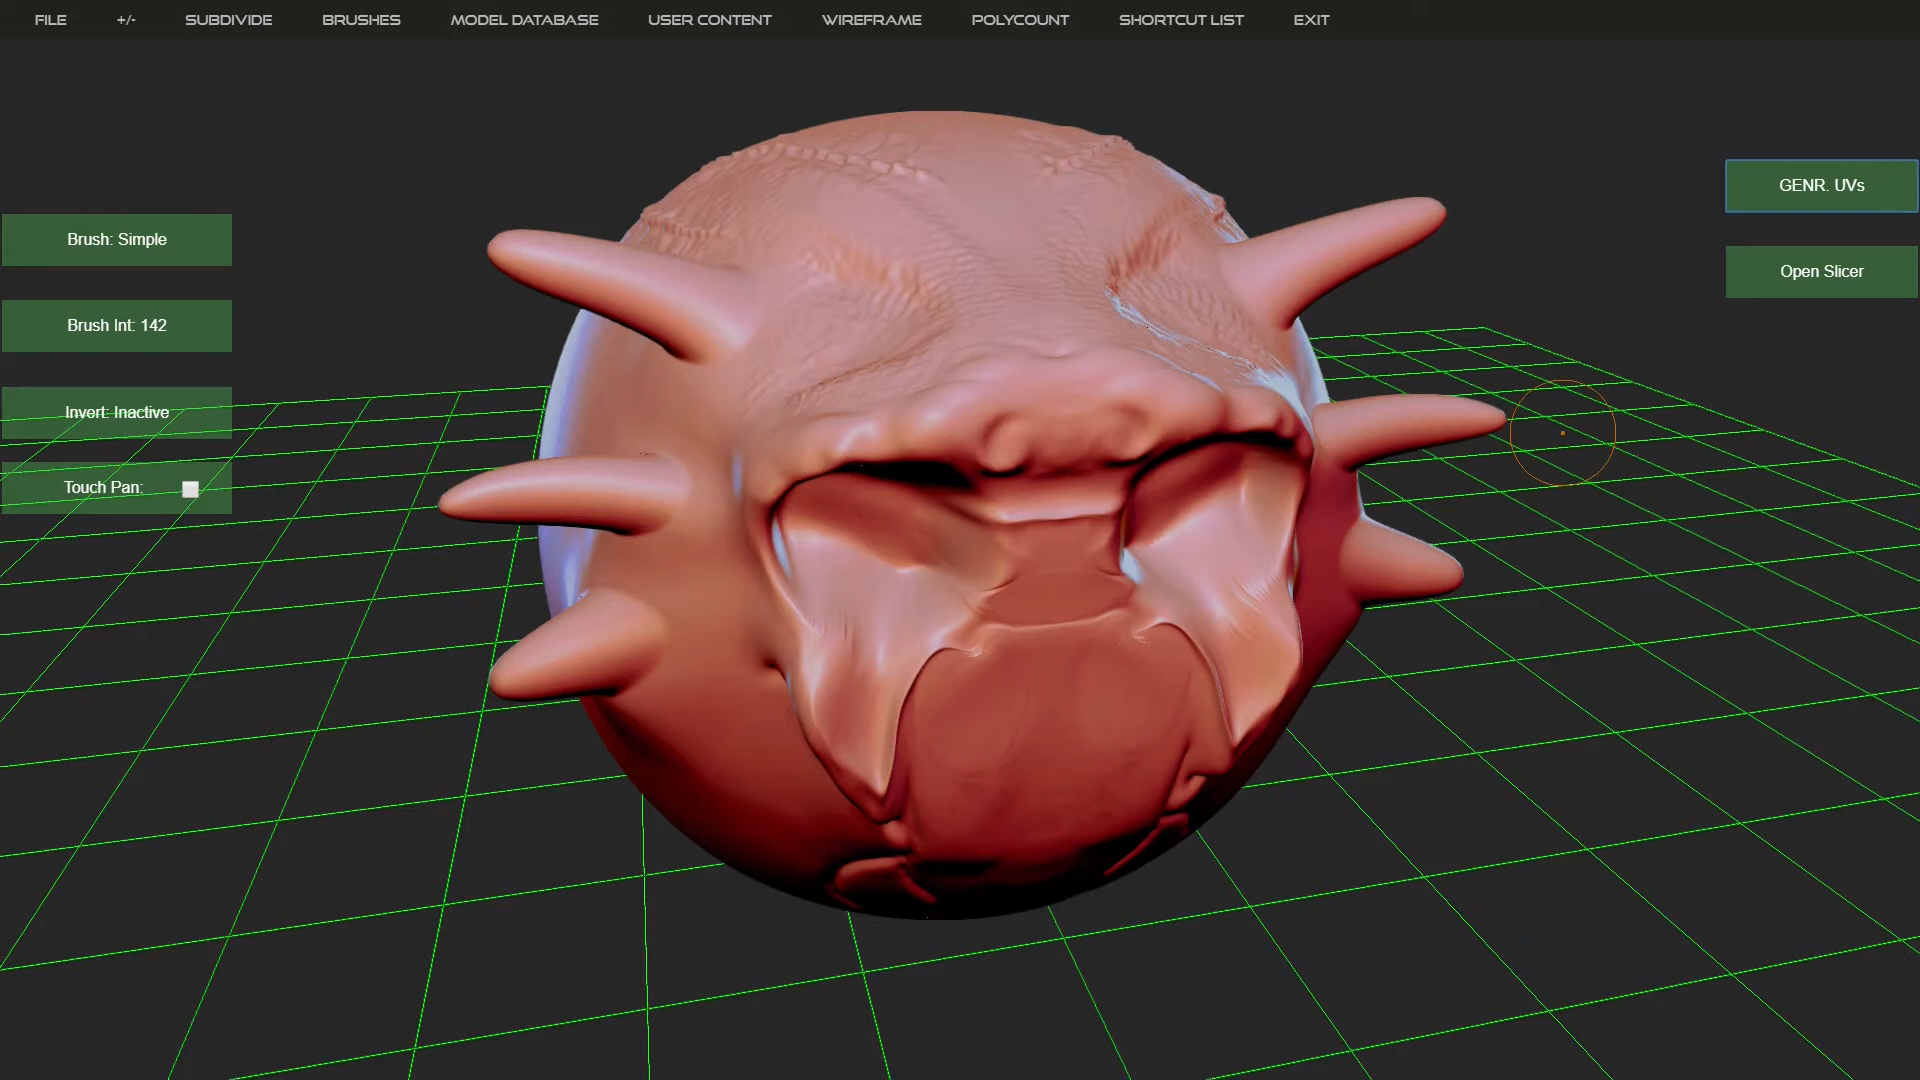 FILE
+/-
SUBDIVIDE
BRUSHES
MODEL DATABASE
USER CONTENT
WIREFRAME
POLYCOUNT
SHORTCUT LIST
EXIT
GENR. UVs
Brush: Simple
Open Slicer
Brush Int: 142
Invert: Inactive
Touch Pan: